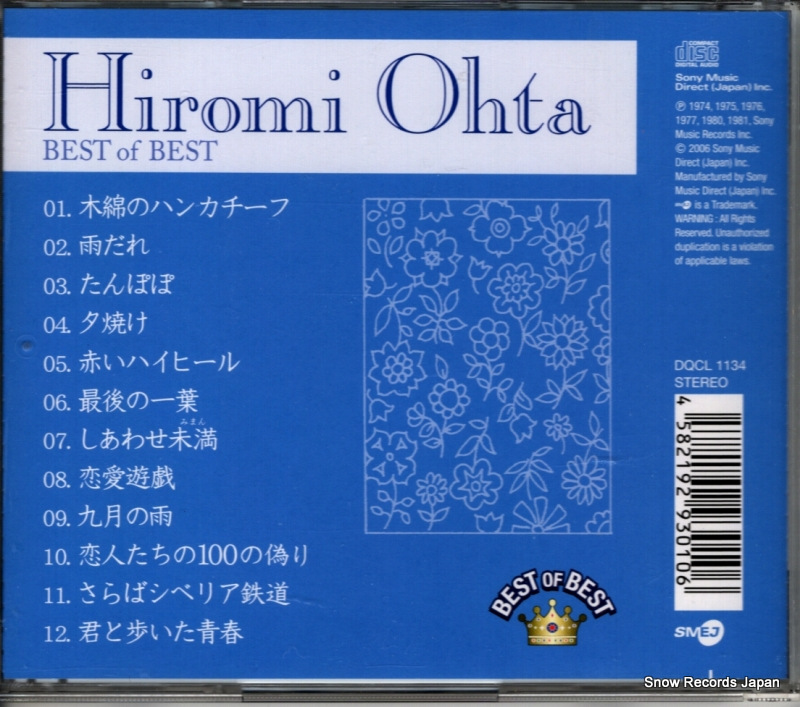 Hiromi Ohta
BEST of BEST
01. 木綿のハンカチーフ
02. 雨だれ
03. たんぽぽ
04. 夕焼け
05. 赤いハイヒール
06. 最後の一葉
みまん
07. しあわせ未満
08. 恋愛遊戯
09. 九月の雨
10. 恋人たちの100の偽り
11. さらばシベリア鉄道
12. 君と歩いた青春
COMPACT
disc
DIGITAL AUDIO
Sony Music
Direct (Japan) Inc.
Ⓟ 1974, 1975, 1976,
1977, 1980, 1981, Sony
Music Records Inc.
© 2006 Sony Music
Direct (Japan) Inc.
Manufactured by Sony
Music Direct (Japan) Inc.
is a Trademark.
WARNING : All Rights
Reserved. Unauthorized
duplication is a violation
of applicable laws.
DQCL 1134
STEREO
4 582192 930106
BEST OF BEST
SMEJ
Snow Records Japan